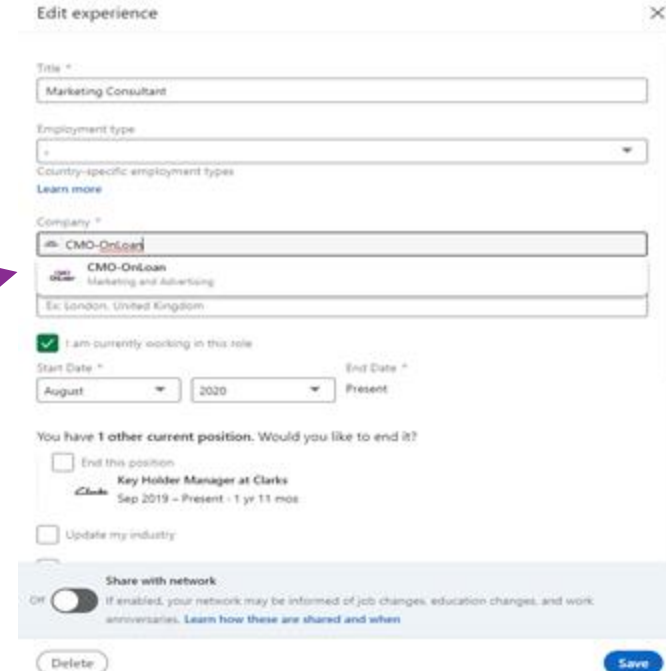 Edit experience
Title *
Marketing Consultant
Employment type
-
Country-specific employment types
Learn more
Company *
CMO-OnLoan
CMO-OnLoan
Marketing and Advertising
Ex: London, United Kingdom
I am currently working in this role
Start Date *
End Date *
August
2020
Present
You have 1 other current position. Would you like to end it?
End this position
Key Holder Manager at Clarks
Clarks
Sep 2019 – Present · 1 yr 11 mos
Update my industry
Share with network
Off
If enabled, your network may be informed of job changes, education changes, and work
anniversaries. Learn how these are shared and when
Delete
Save